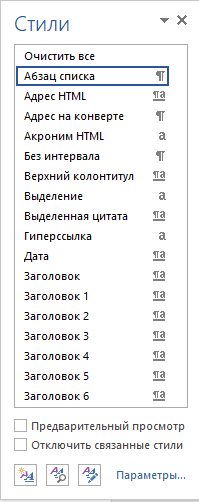 Стили
Очистить все
Абзац списка ¶
Адрес HTML ¶a
Адрес на конверте ¶
Акроним HTML a
Без интервала ¶
Верхний колонтитул ¶a
Выделение a
Выделенная цитата ¶a
Гиперссылка a
Дата ¶a
Заголовок ¶a
Заголовок 1 ¶a
Заголовок 2 ¶a
Заголовок 3 ¶a
Заголовок 4 ¶a
Заголовок 5 ¶a
Заголовок 6 ¶a
Предварительный просмотр
Отключить связанные стили
Параметры...